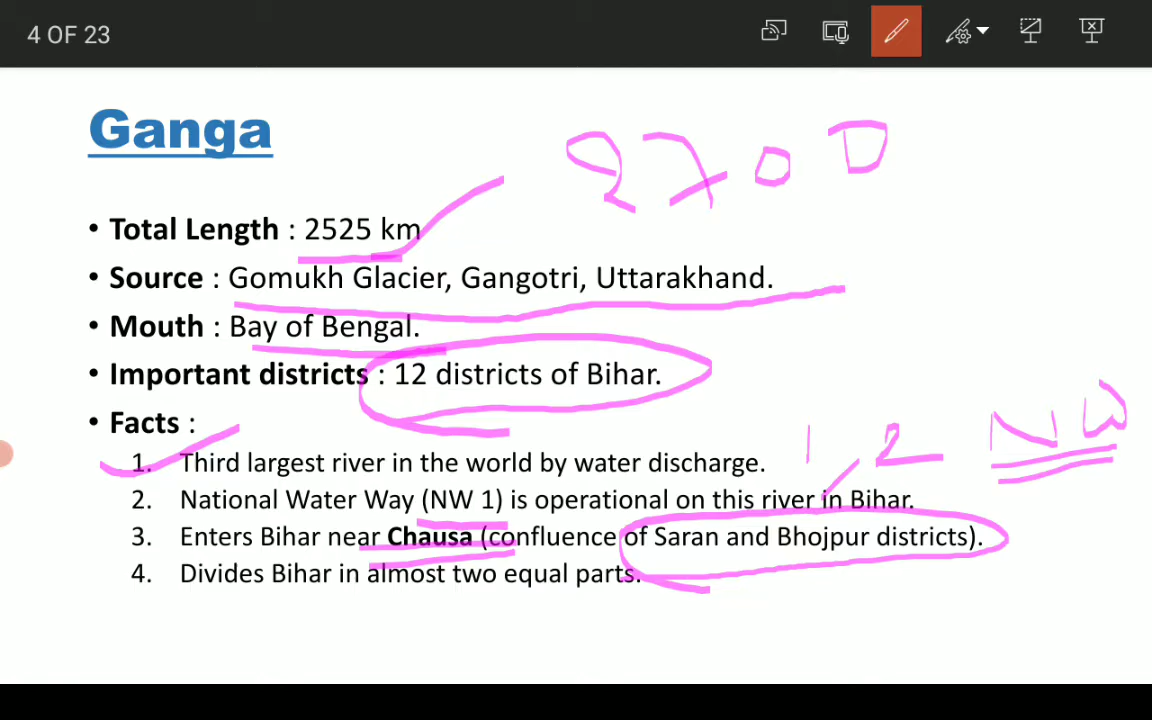 4 OF 23
Ganga
2700
• Total Length : 2525 km
• Source : Gomukh Glacier, Gangotri, Uttarakhand.
• Mouth : Bay of Bengal.
• Important districts : 12 districts of Bihar.
• Facts :
1, 2 NW
1. Third largest river in the world by water discharge.
2. National Water Way (NW 1) is operational on this river in Bihar.
3. Enters Bihar near Chausa (confluence of Saran and Bhojpur districts).
4. Divides Bihar in almost two equal parts.